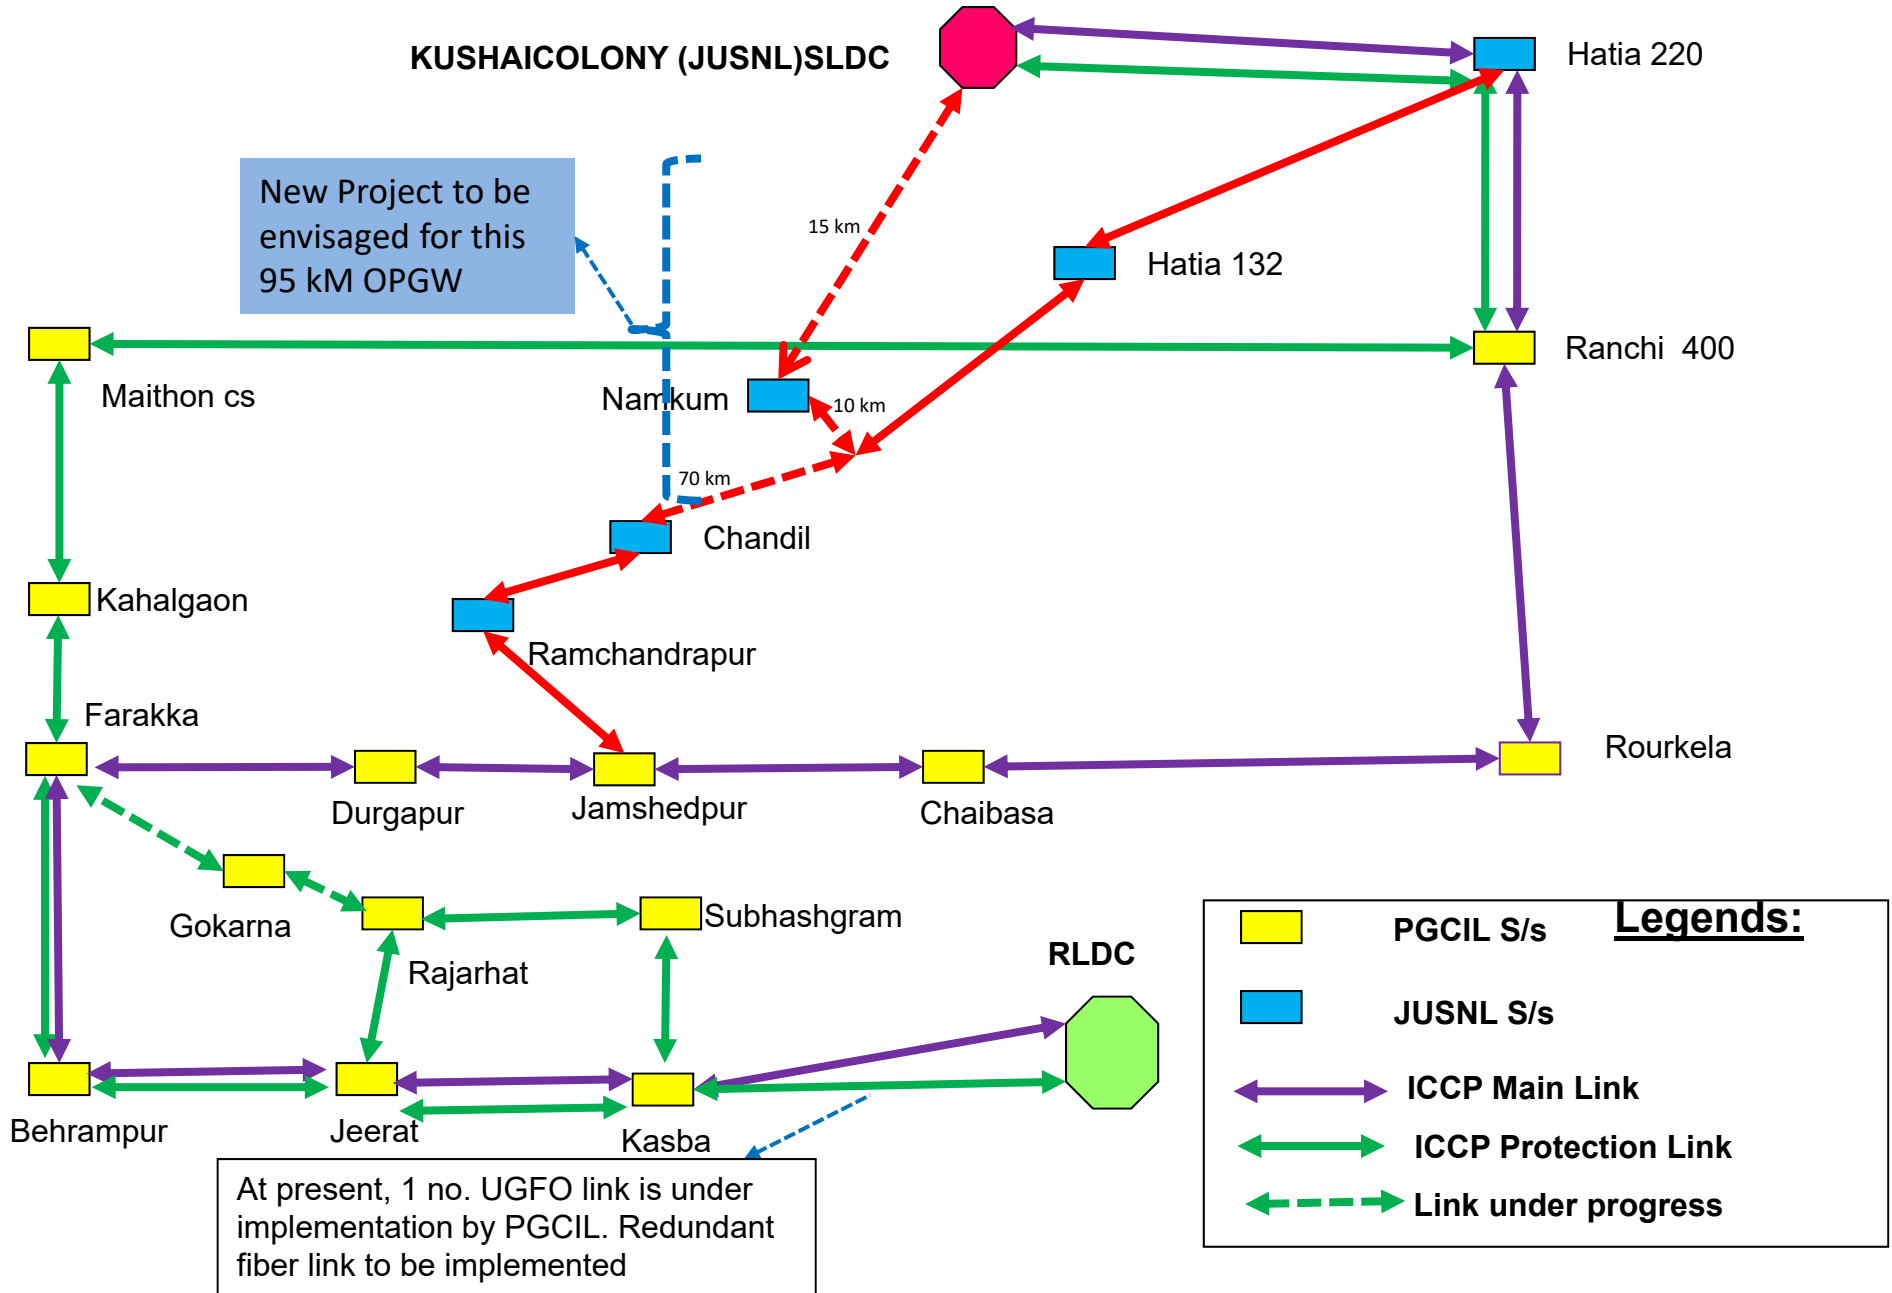 KUSHAICOLONY (JUSNL)SLDC
Hatia 220
New Project to be
envisaged for this
95 kM OPGW
15 km
Hatia 132
Ranchi  400
Maithon cs
Namkum
10 km
70 km
Chandil
Kahalgaon
Ramchandrapur
Farakka
Rourkela
Durgapur
Jamshedpur
Chaibasa
Gokarna
Subhashgram
Rajarhat
RLDC
Legends:
PGCIL S/s
JUSNL S/s
ICCP Main Link
ICCP Protection Link
Link under progress
Behrampur
Jeerat
Kasba
At present, 1 no. UGFO link is under
implementation by PGCIL. Redundant
fiber link to be implemented